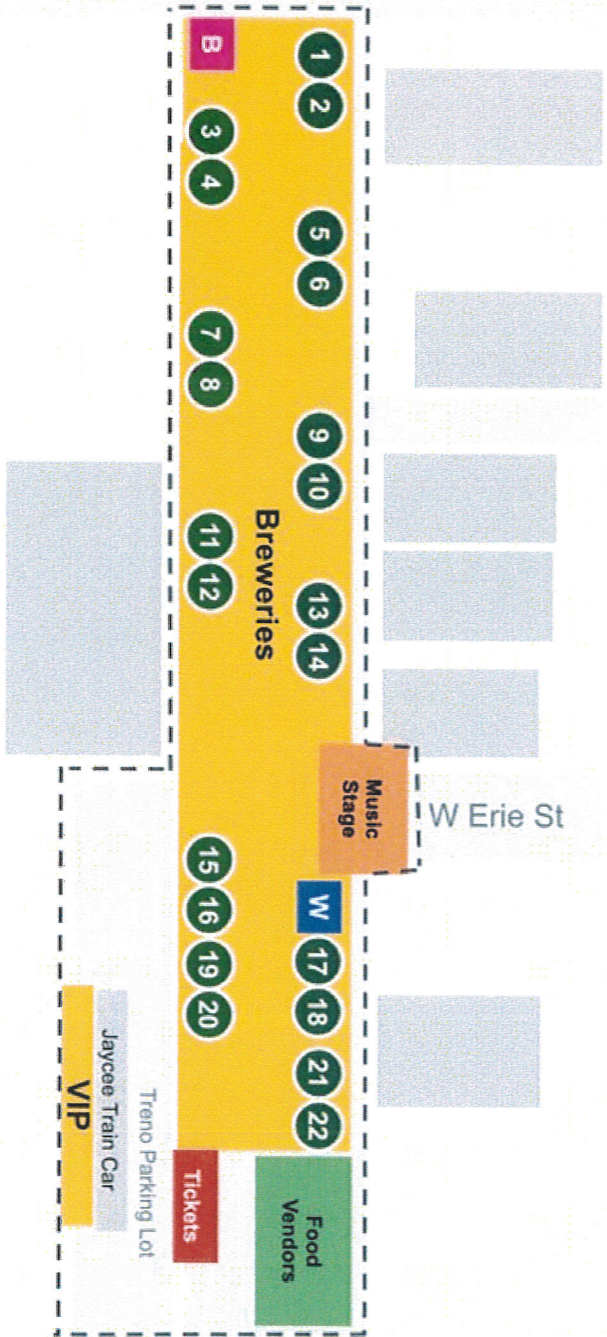 B
1
2
3
4
5
6
7
8
9
10
Breweries
11
12
13
14
Music
Stage
W Erie St
W
15
16
17
18
19
20
21
22
Jaycee Train Car
VIP
Treno Parking Lot
Tickets
Food
Vendors